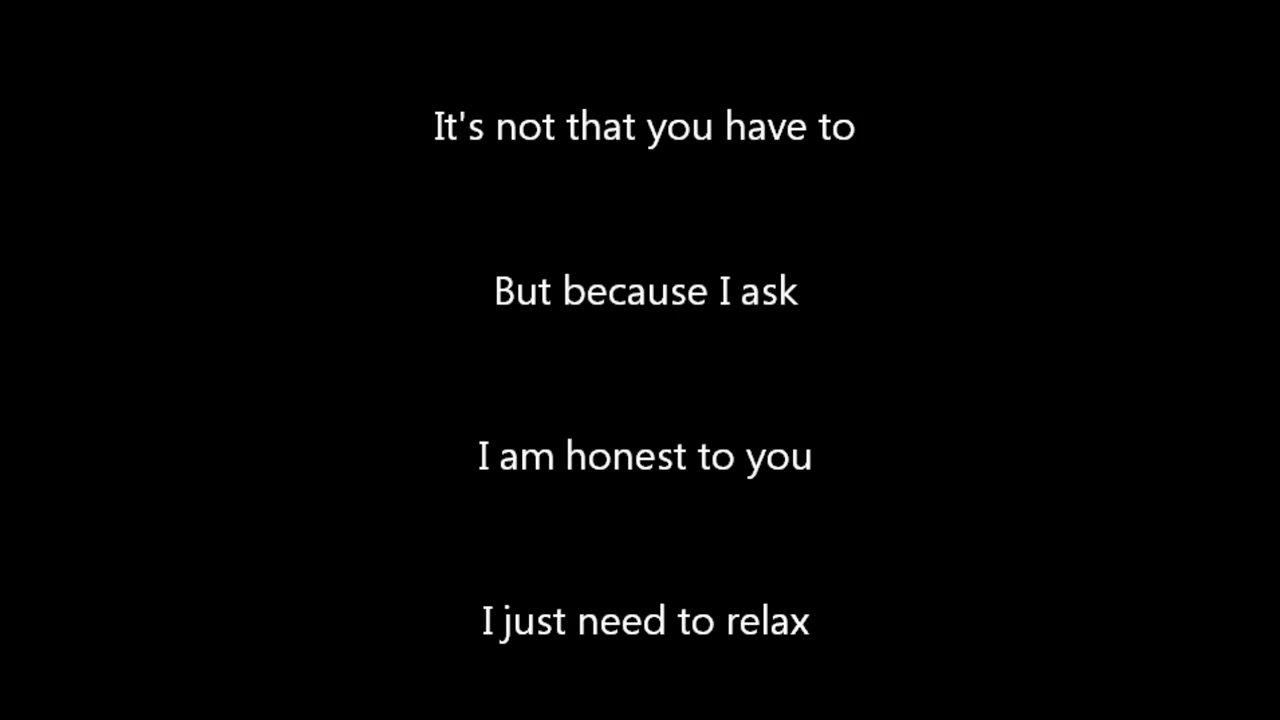 It's not that you have to
But because I ask
I am honest to you
I just need to relax